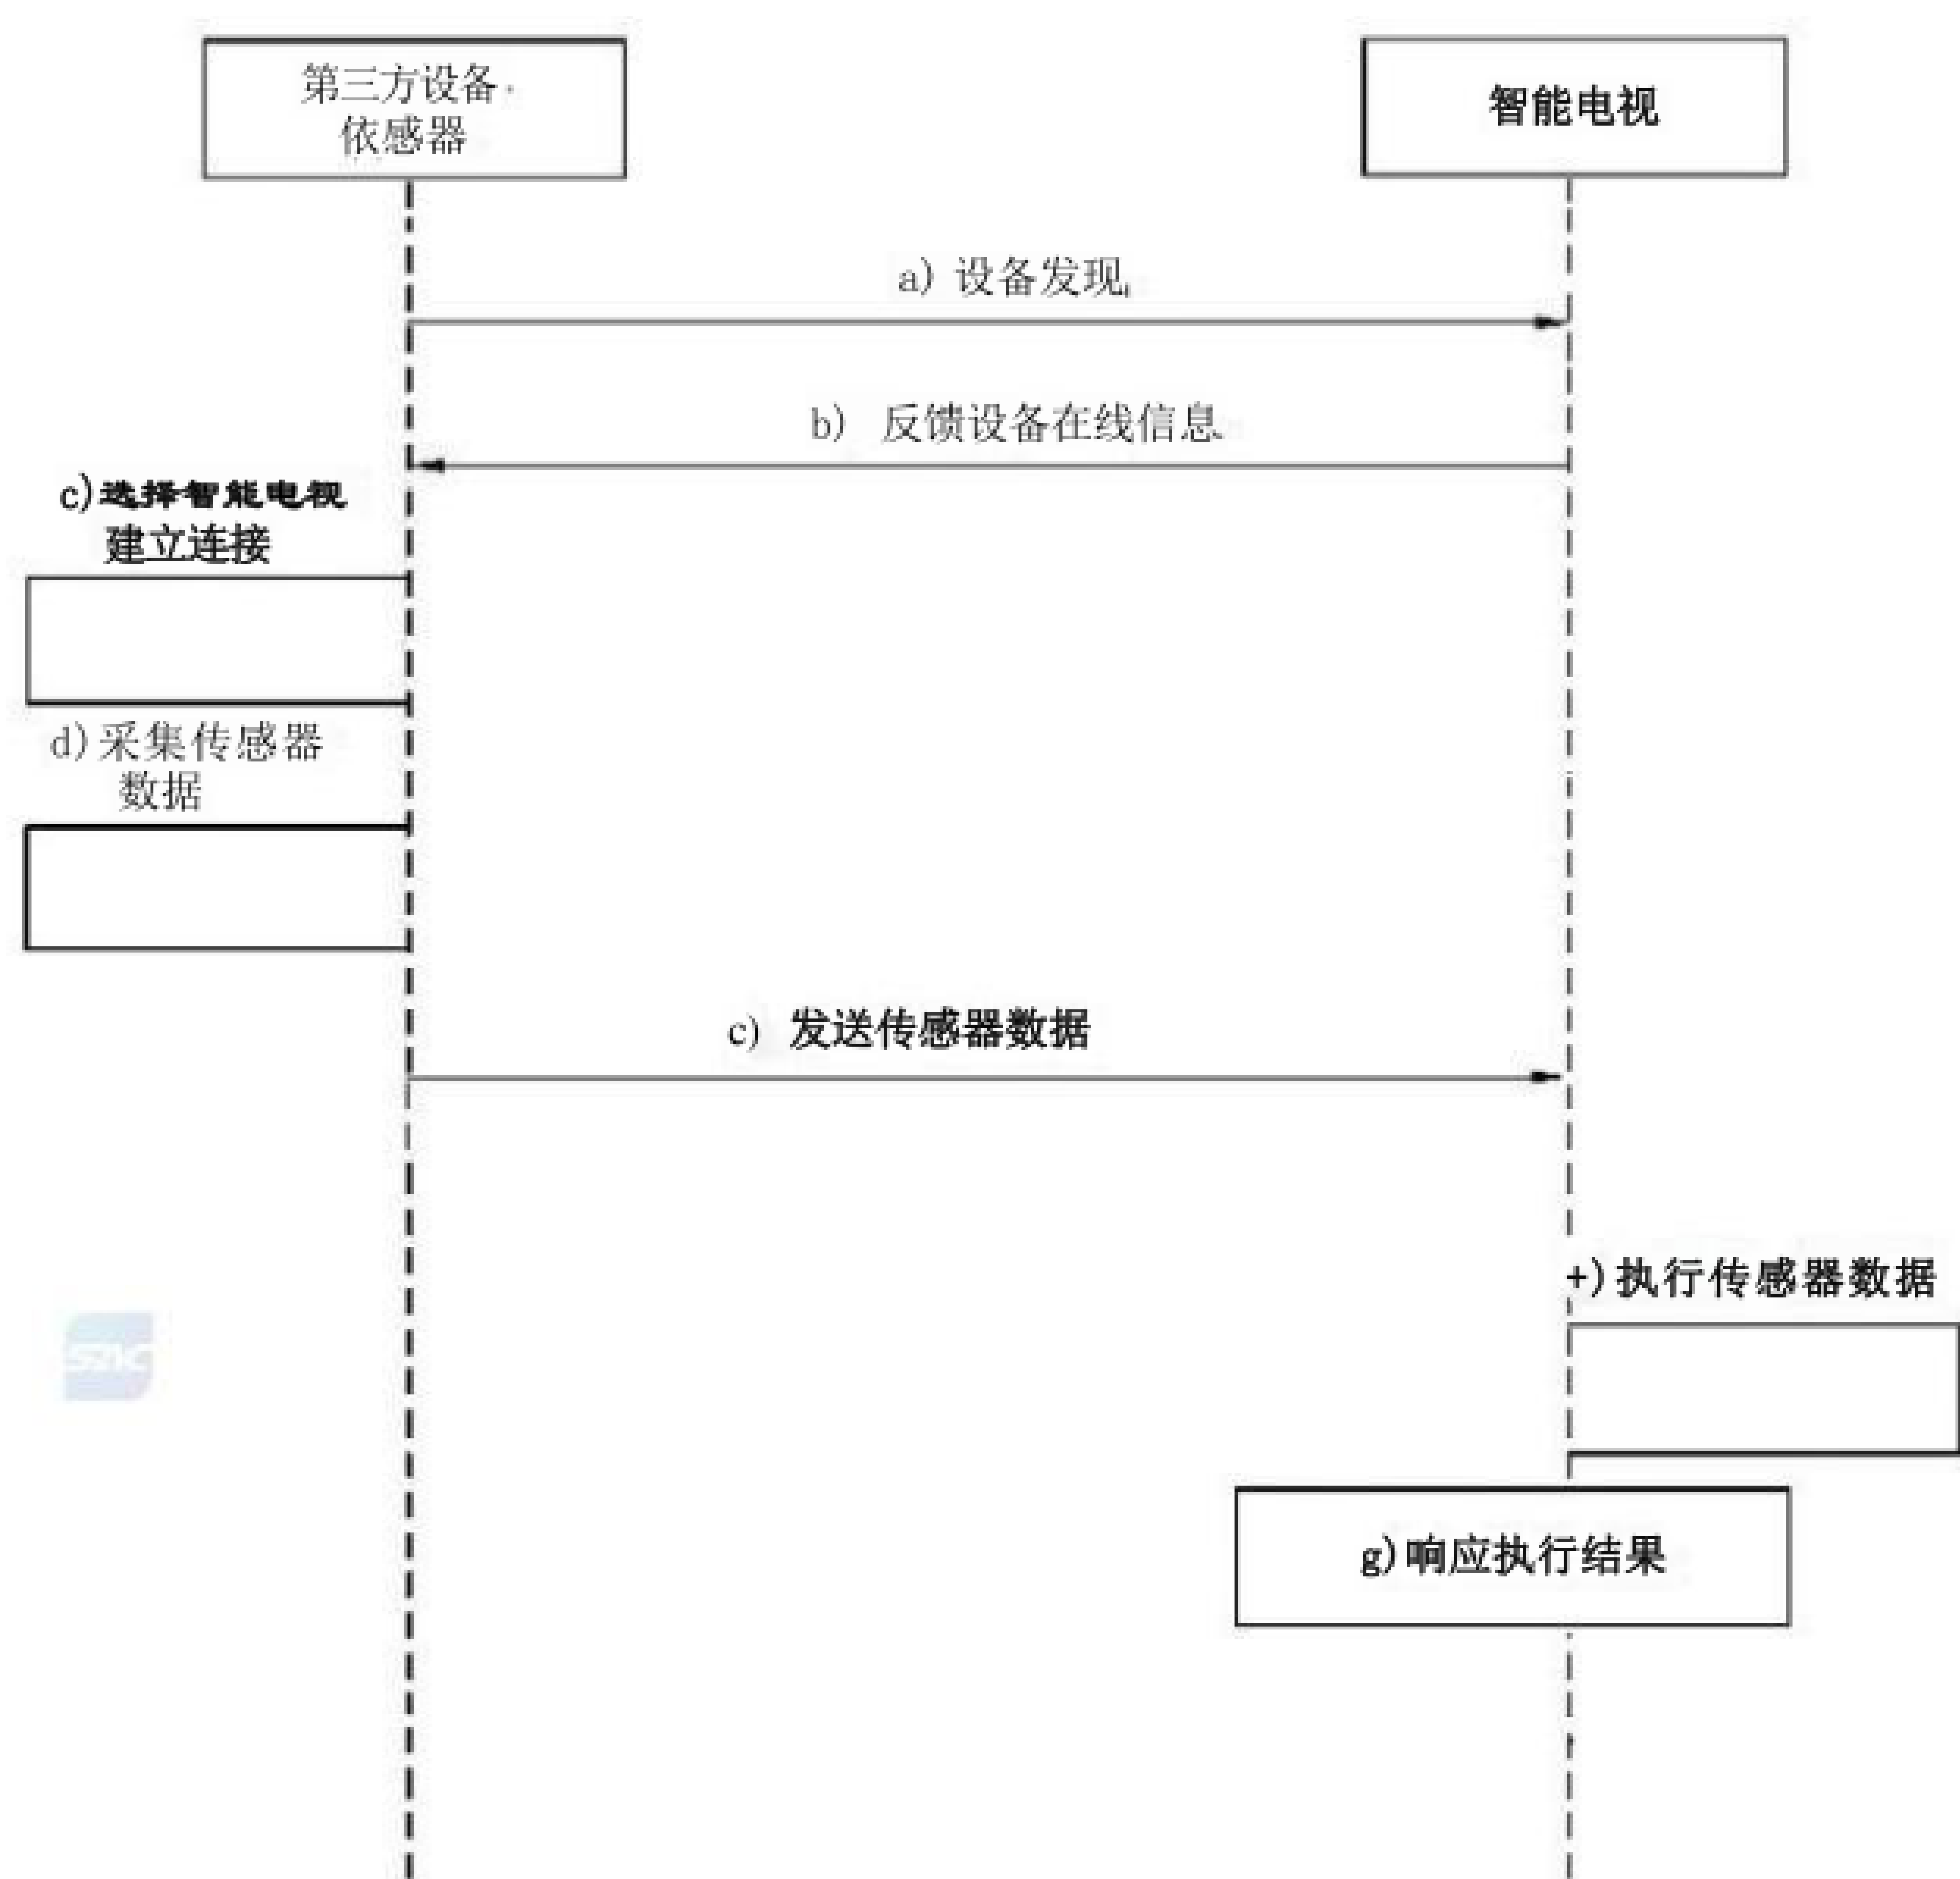 第三方设备·
依感器
智能电视
a) 设备发现
b) 反馈设备在线信息
c)选择智能电视
建立连接
d)采集传感器
数据
c) 发送传感器数据
+)执行传感器数据
g)响应执行结果